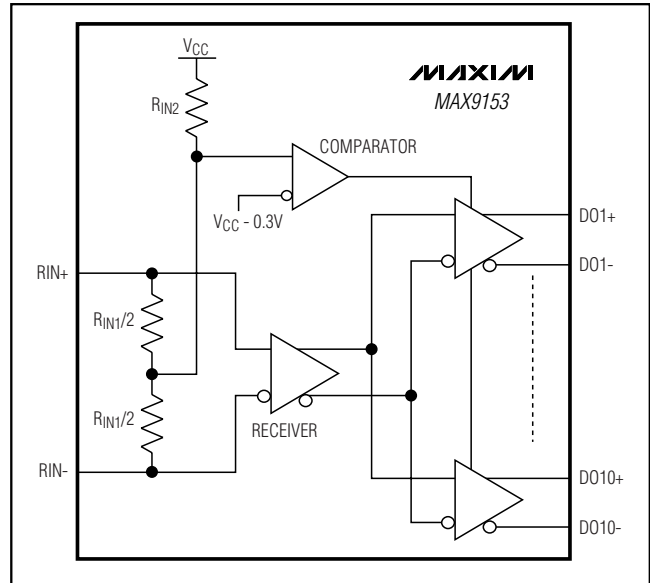 VCC
MAXIM
MAX9153
RIN2
COMPARATOR
VCC - 0.3V
DO1+
DO1-
RIN+
RIN1/2
RIN1/2
RECEIVER
RIN-
DO10+
DO10-